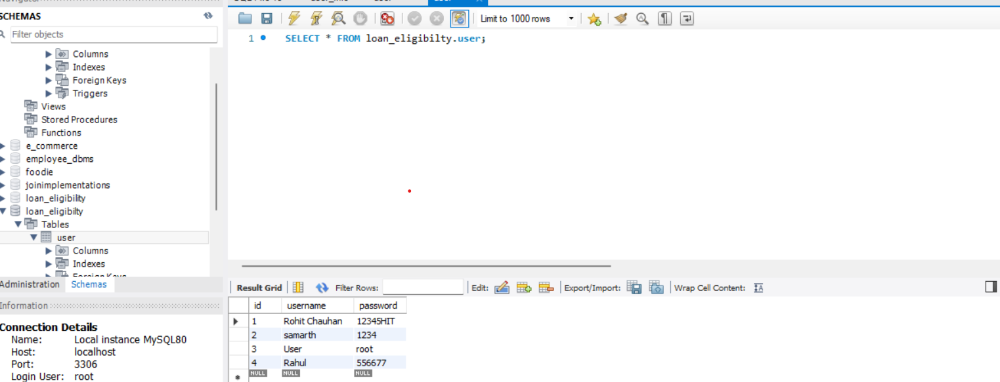 SCHEMAS
Filter objects
Columns
Indexes
Foreign Keys
Triggers
Views
Stored Procedures
Functions
e_commerce
employee_dbms
foodie
joinimplementations
loan_eligibility
loan_eligibilty
Tables
user
Columns
Indexes
Foreign Keys
Administration Schemas
Information
Connection Details
Name: Local instance MySQL80
Host: localhost
Port: 3306
Login User: root
Limit to 1000 rows
1 SELECT * FROM loan_eligibilty.user;
Result Grid Filter Rows: Edit: Export/Import: Wrap Cell Content:
id username password
1 Rohit Chauhan 12345HIT
2 samarth 1234
3 User root
4 Rahul 556677
NULL NULL NULL